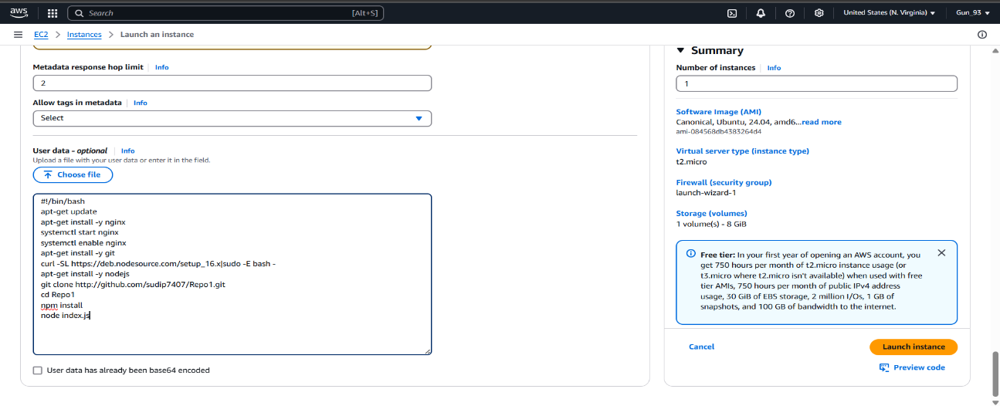 aws
Search [Alt+S]
United States (N. Virginia)
Gun_93
EC2 > Instances > Launch an instance
Metadata response hop limit Info
2
Allow tags in metadata Info
Select
User data - optional Info
Upload a file with your user data or enter it in the field.
Choose file
#!/bin/bash
apt-get update
apt-get install -y nginx
systemctl start nginx
systemctl enable nginx
apt-get install -y git
curl -SL https://deb.nodesource.com/setup_16.x|sudo -E bash -
apt-get install -y nodejs
git clone http://github.com/sudip7407/Repo1.git
cd Repo1
npm install
node index.js
User data has already been base64 encoded
Summary
Number of instances Info
1
Software Image (AMI)
Canonical, Ubuntu, 24.04, amd6...read more
ami-084568db4383264d4
Virtual server type (instance type)
t2.micro
Firewall (security group)
launch-wizard-1
Storage (volumes)
1 volume(s) - 8 GiB
Free tier: In your first year of opening an AWS account, you
get 750 hours per month of t2.micro instance usage (or
t3.micro where t2.micro isn't available) when used with free
tier AMIs, 750 hours per month of public IPv4 address
usage, 30 GiB of EBS storage, 2 million I/Os, 1 GB of
snapshots, and 100 GB of bandwidth to the internet.
Cancel
Launch instance
Preview code